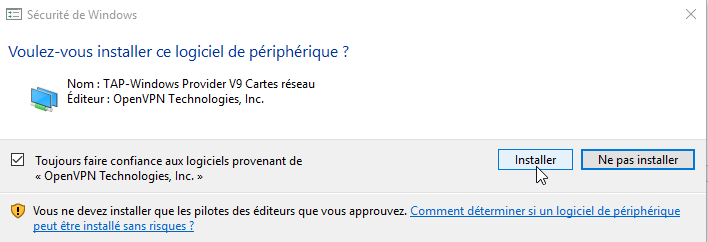 Sécurité de Windows
Voulez-vous installer ce logiciel de périphérique ?
Nom : TAP-Windows Provider V9 Cartes réseau
Éditeur : OpenVPN Technologies, Inc.
Toujours faire confiance aux logiciels provenant de
« OpenVPN Technologies, Inc. »
Installer
Ne pas installer
Vous ne devez installer que les pilotes des éditeurs que vous approuvez. Comment déterminer si un logiciel de périphérique
peut être installé sans risques ?